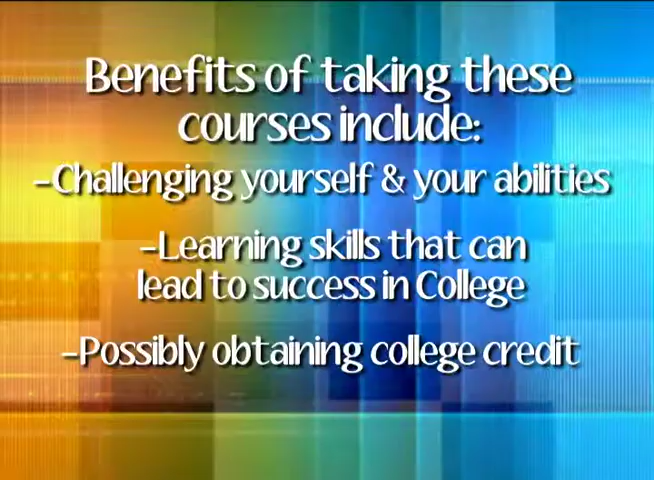 Benefits of taking these
courses include:
-Challenging yourself & your abilities
-Learning skills that can
lead to success in College
-Possibly obtaining college credit